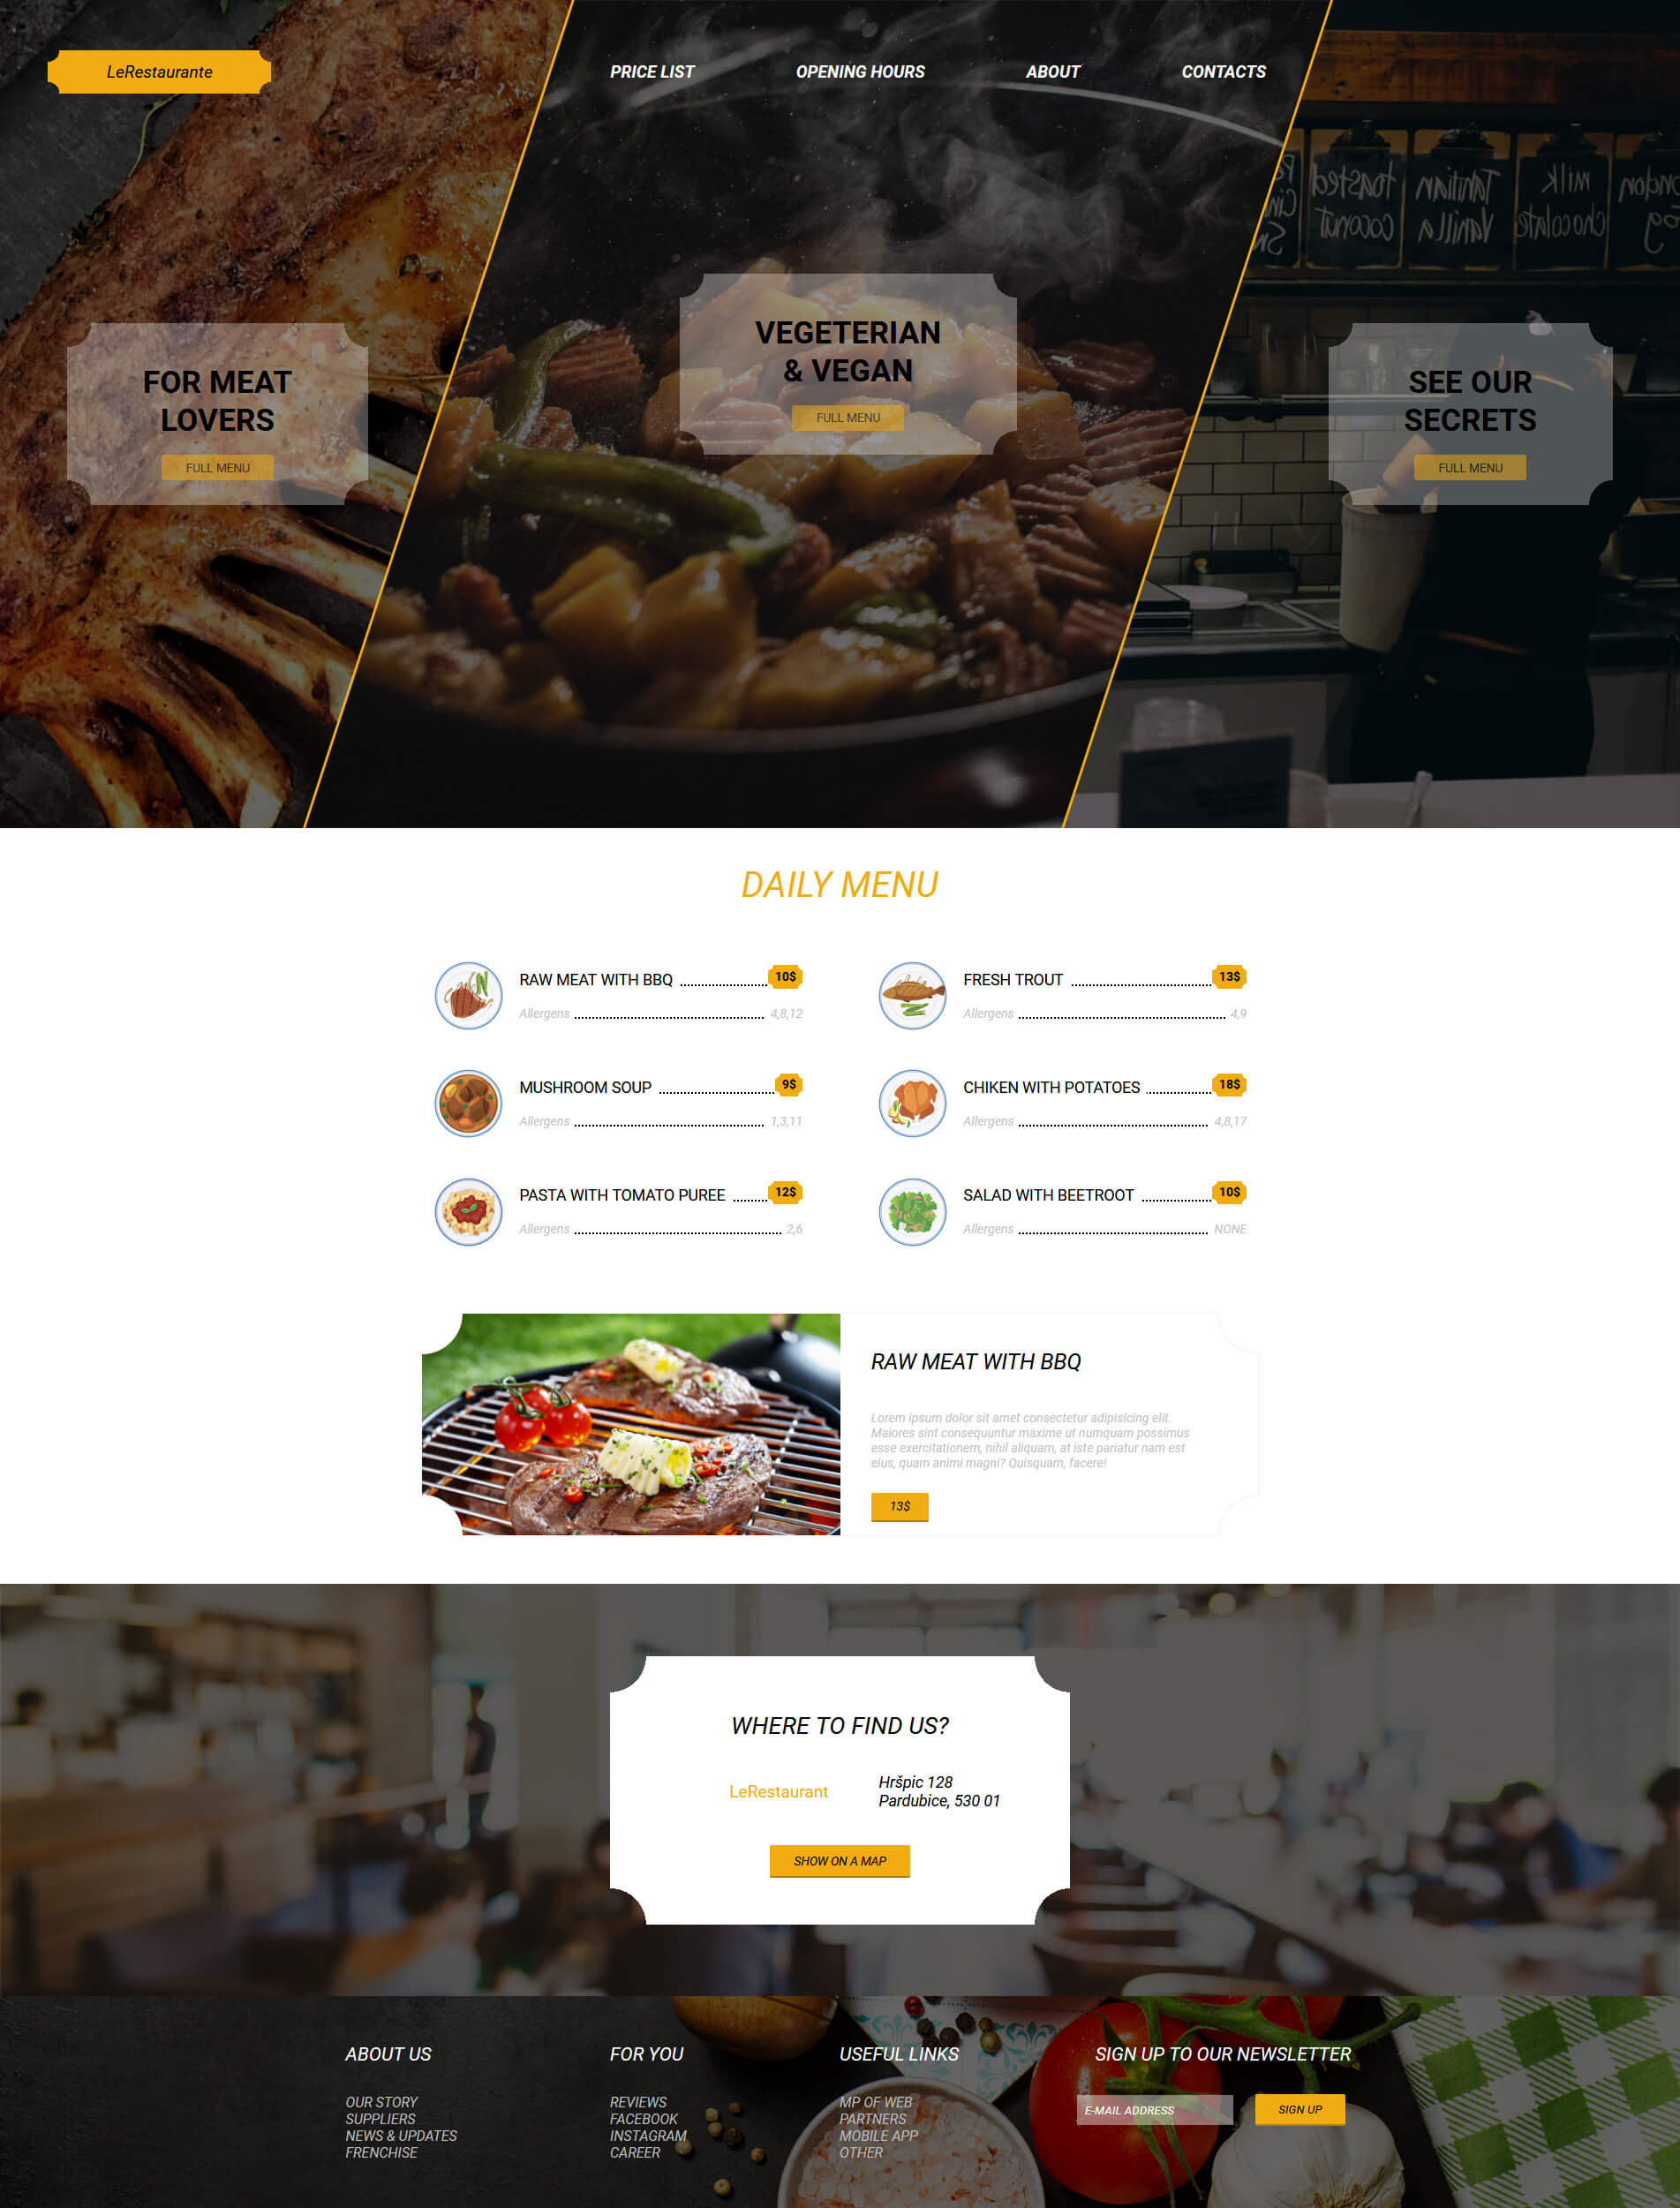 LeRestaurante
PRICE LIST
OPENING HOURS
ABOUT
CONTACTS
FOR MEAT
LOVERS
FULL MENU
VEGETERIAN
& VEGAN
FULL MENU
SEE OUR
SECRETS
FULL MENU
toasted
coconut
Tahitian
Vanilla
milk
chocolate
DAILY MENU
RAW MEAT WITH BBQ 10$
Allergens 4,8,12
FRESH TROUT 13$
Allergens 4,9
MUSHROOM SOUP 9$
Allergens 1,3,11
CHIKEN WITH POTATOES 18$
Allergens 4,8,17
PASTA WITH TOMATO PUREE 12$
Allergens 2,6
SALAD WITH BEETROOT 10$
Allergens NONE
RAW MEAT WITH BBQ
Lorem ipsum dolor sit amet consectetur adipisicing elit.
Maiores sint consequuntur maxime ut numquam possimus
esse exercitationem, nihil aliquam, at iste pariatur nam est
eius, quam animi magni? Quisquam, facere!
13$
WHERE TO FIND US?
LeRestaurant
Hršpic 128
Pardubice, 530 01
SHOW ON A MAP
ABOUT US
OUR STORY
SUPPLIERS
NEWS & UPDATES
FRENCHISE
FOR YOU
REVIEWS
FACEBOOK
INSTAGRAM
CAREER
USEFUL LINKS
MP OF WEB
PARTNERS
MOBILE APP
OTHER
SIGN UP TO OUR NEWSLETTER
E-MAIL ADDRESS
SIGN UP